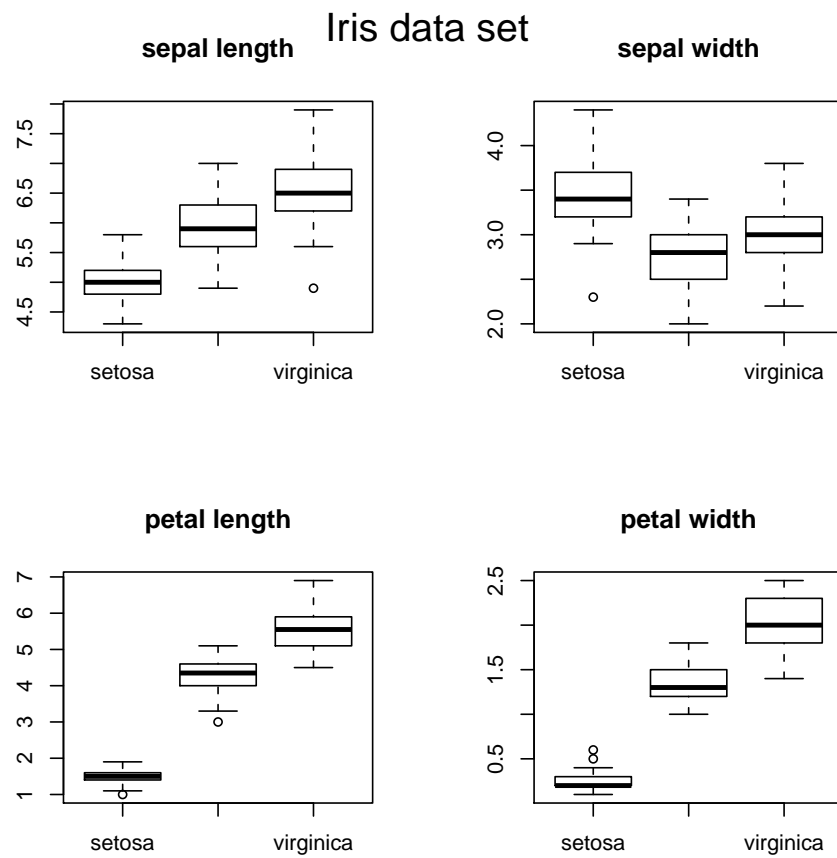 Iris data set
sepal length
7.5
6.5
5.5
4.5
setosa virginica
sepal width
4.0
3.0
2.0
setosa virginica
petal length
7
6
5
4
3
2
1
setosa virginica
petal width
2.5
1.5
0.5
setosa virginica